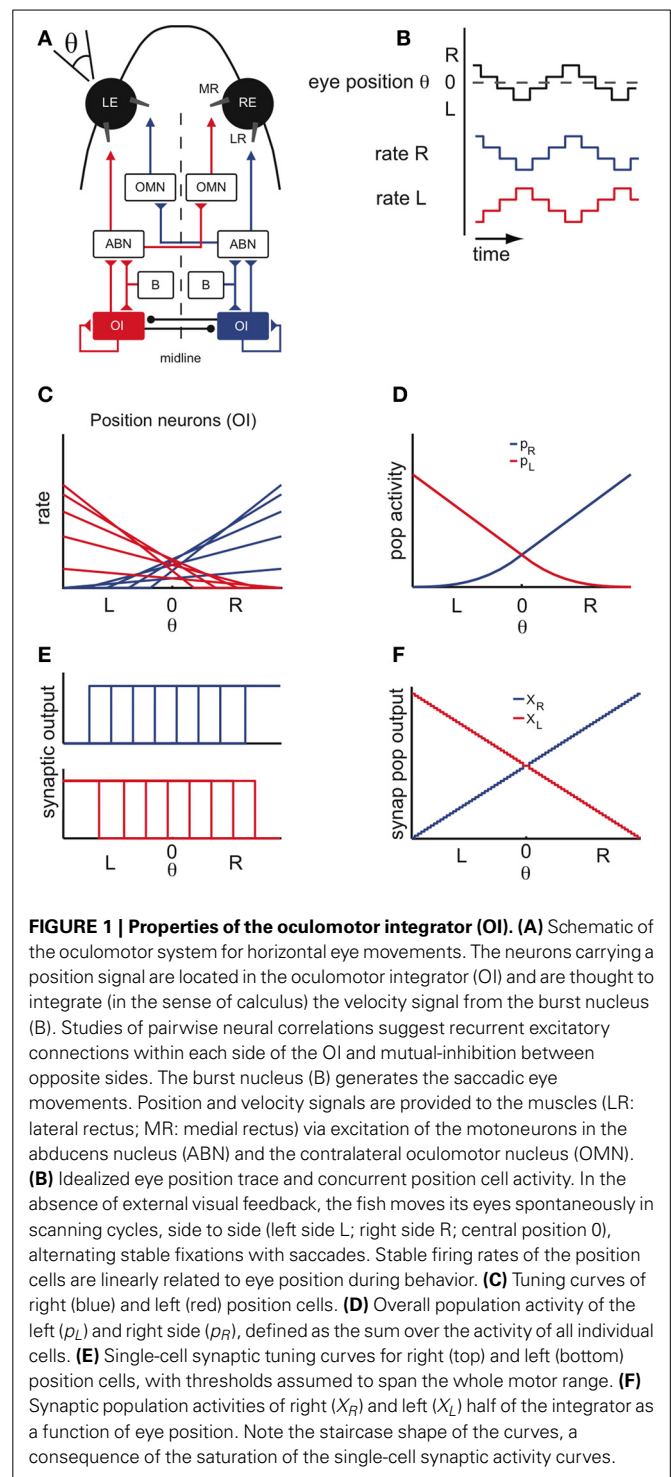 A
θ
LE
MR
RE
LR
OMN
OMN
ABN
ABN
B
B
OI
OI
midline
B
R
eye position θ 0
L
rate R
rate L
time
C
Position neurons (OI)
rate
L 0 R
θ
D
p_R
p_L
pop activity
L 0 R
θ
E
synaptic output
L 0 R
θ
F
X_R
X_L
synap pop output
L 0 R
θ
FIGURE 1 | Properties of the oculomotor integrator (OI). (A) Schematic of
the oculomotor system for horizontal eye movements. The neurons carrying a
position signal are located in the oculomotor integrator (OI) and are thought to
integrate (in the sense of calculus) the velocity signal from the burst nucleus
(B). Studies of pairwise neural correlations suggest recurrent excitatory
connections within each side of the OI and mutual-inhibition between
opposite sides. The burst nucleus (B) generates the saccadic eye
movements. Position and velocity signals are provided to the muscles (LR:
lateral rectus; MR: medial rectus) via excitation of the motoneurons in the
abducens nucleus (ABN) and the contralateral oculomotor nucleus (OMN).
(B) Idealized eye position trace and concurrent position cell activity. In the
absence of external visual feedback, the fish moves its eyes spontaneously in
scanning cycles, side to side (left side L; right side R; central position 0),
alternating stable fixations with saccades. Stable firing rates of the position
cells are linearly related to eye position during behavior. (C) Tuning curves of
right (blue) and left (red) position cells. (D) Overall population activity of the
left (p_L) and right side (p_R), defined as the sum over the activity of all individual
cells. (E) Single-cell synaptic tuning curves for right (top) and left (bottom)
position cells, with thresholds assumed to span the whole motor range. (F)
Synaptic population activities of right (X_R) and left (X_L) half of the integrator as
a function of eye position. Note the staircase shape of the curves, a
consequence of the saturation of the single-cell synaptic activity curves.